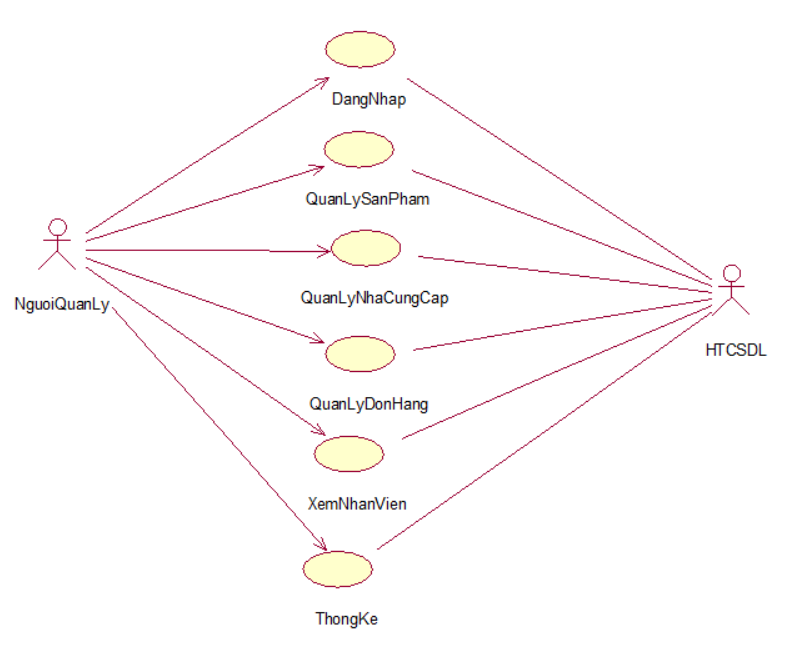 DangNhap
QuanLySanPham
QuanLyNhaCungCap
NguoiQuanLy
HTCSDL
QuanLyDonHang
XemNhanVien
ThongKe